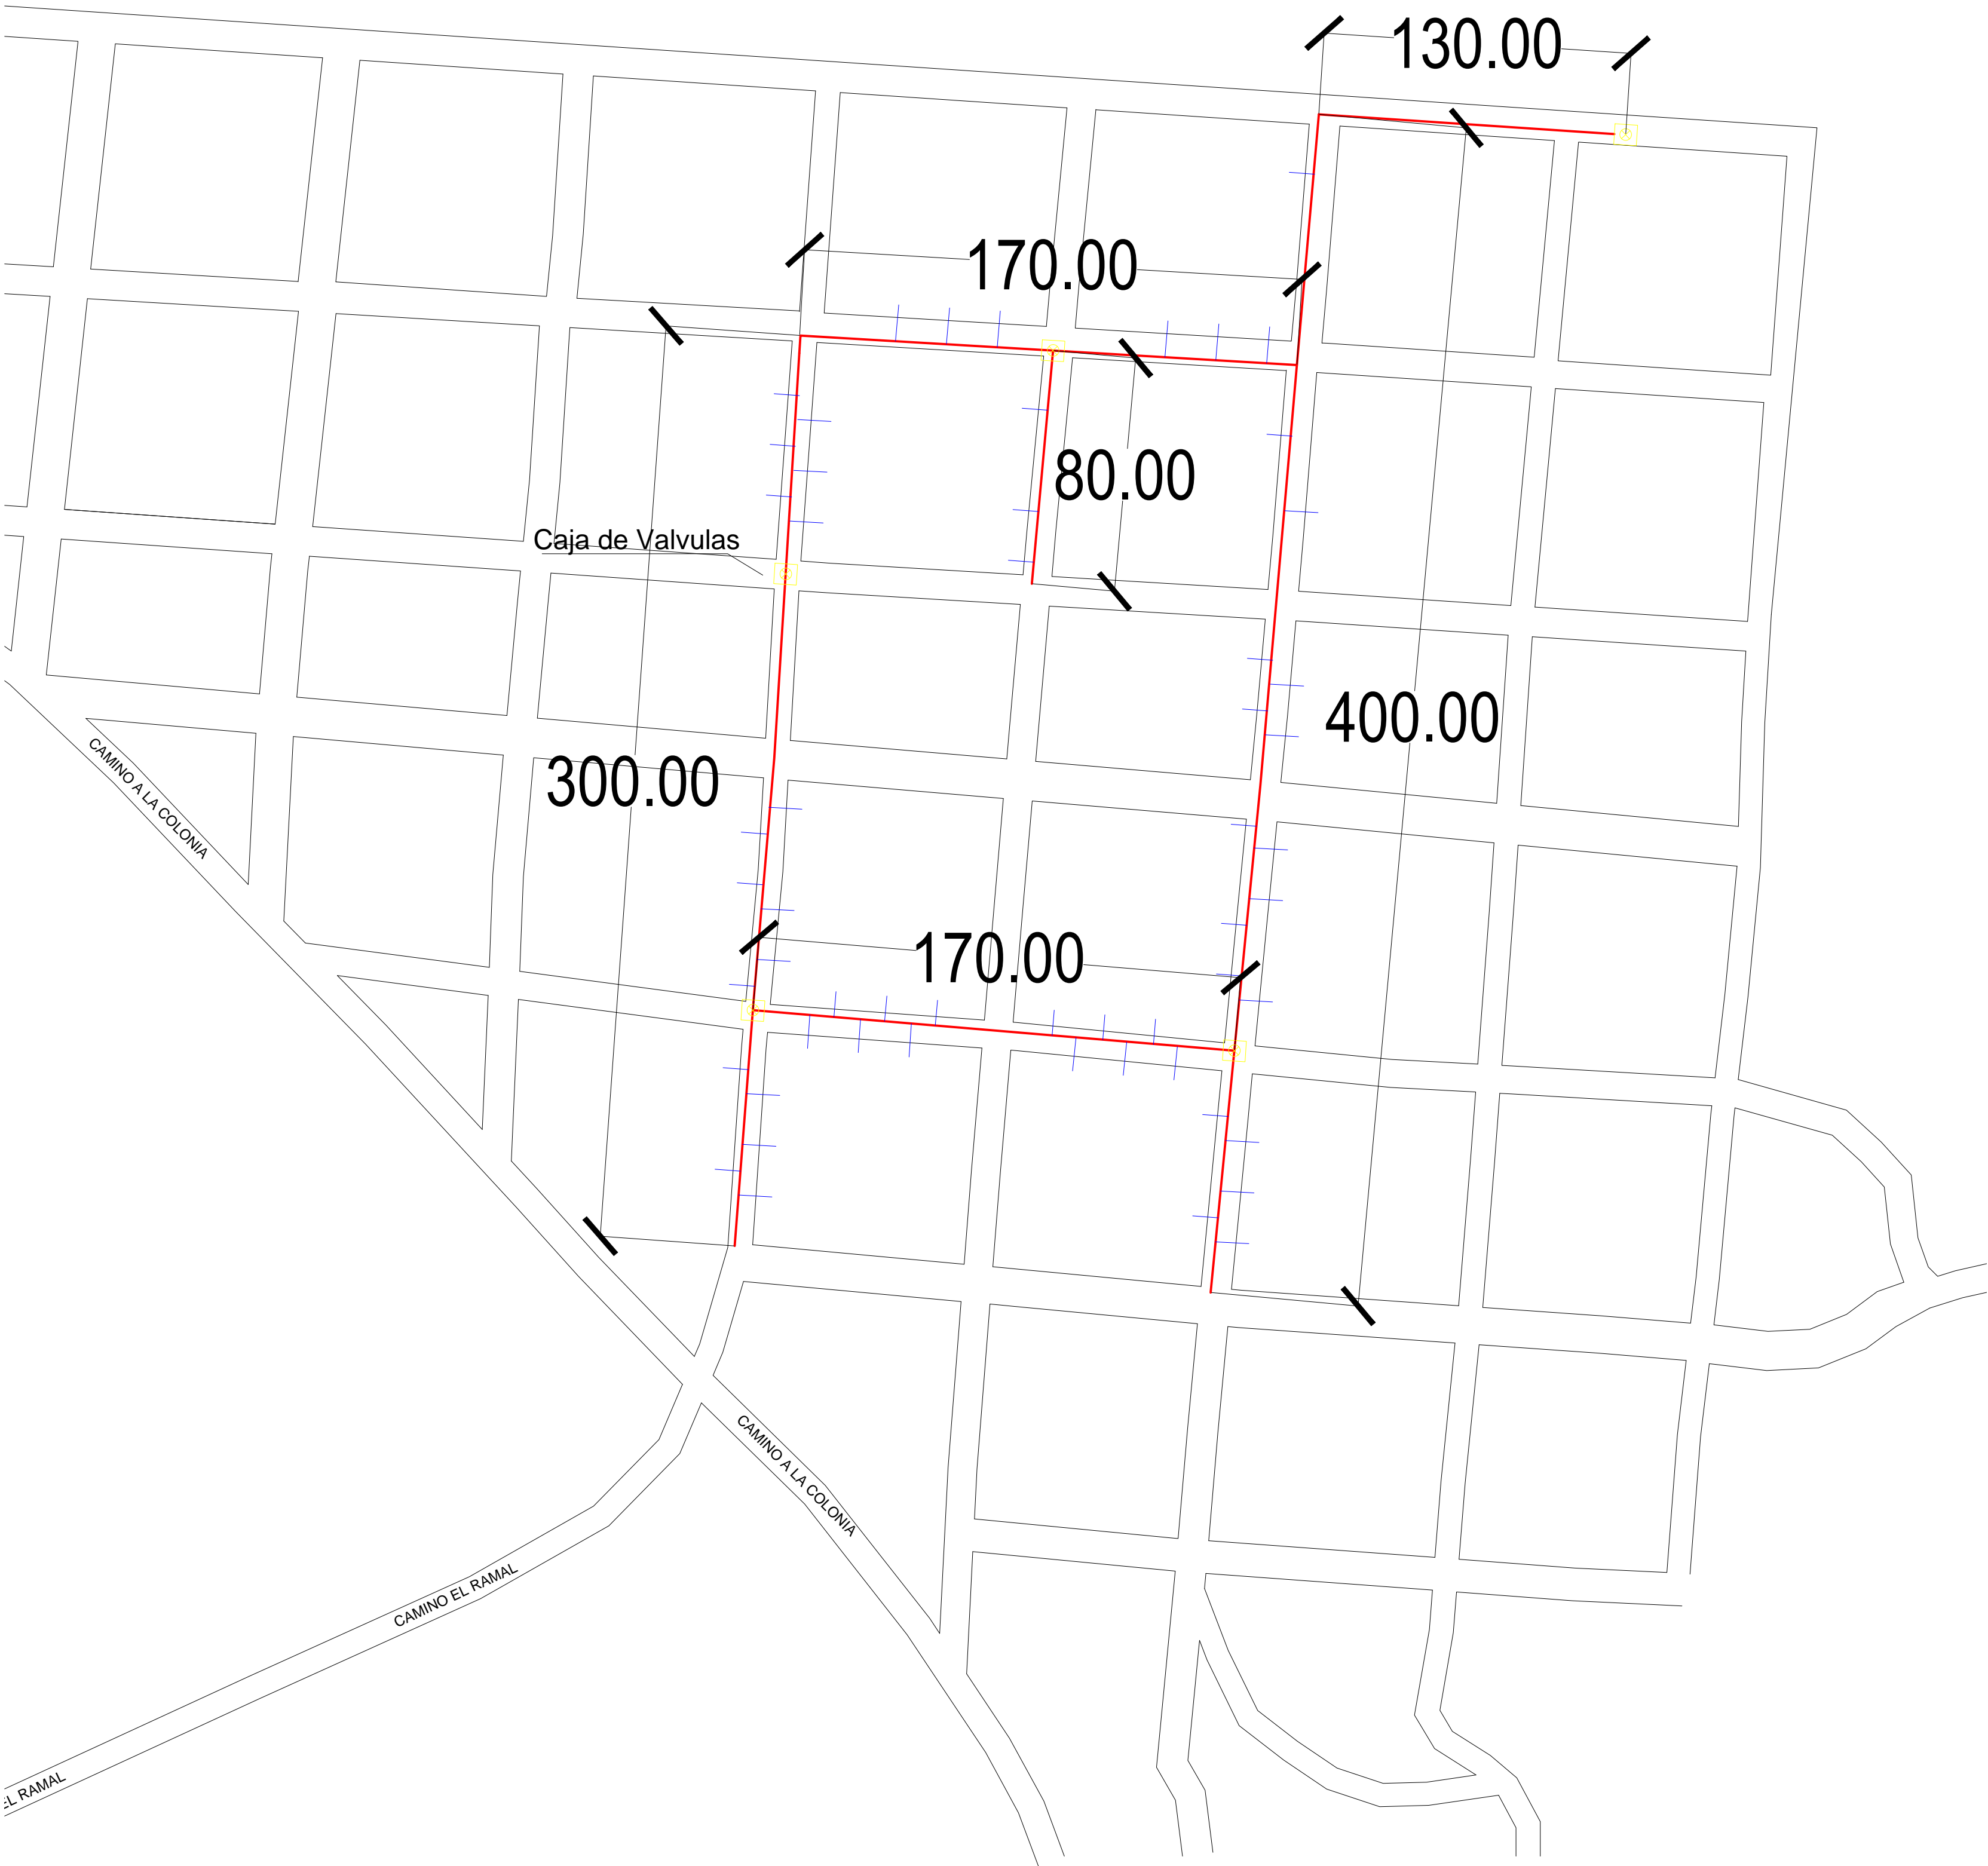 130.00
170.00
80.00
Caja de Valvulas
400.00
300.00
CAMINO A LA COLONIA
170.00
CAMINO A LA COLONIA
CAMINO EL RAMAL
EL RAMAL